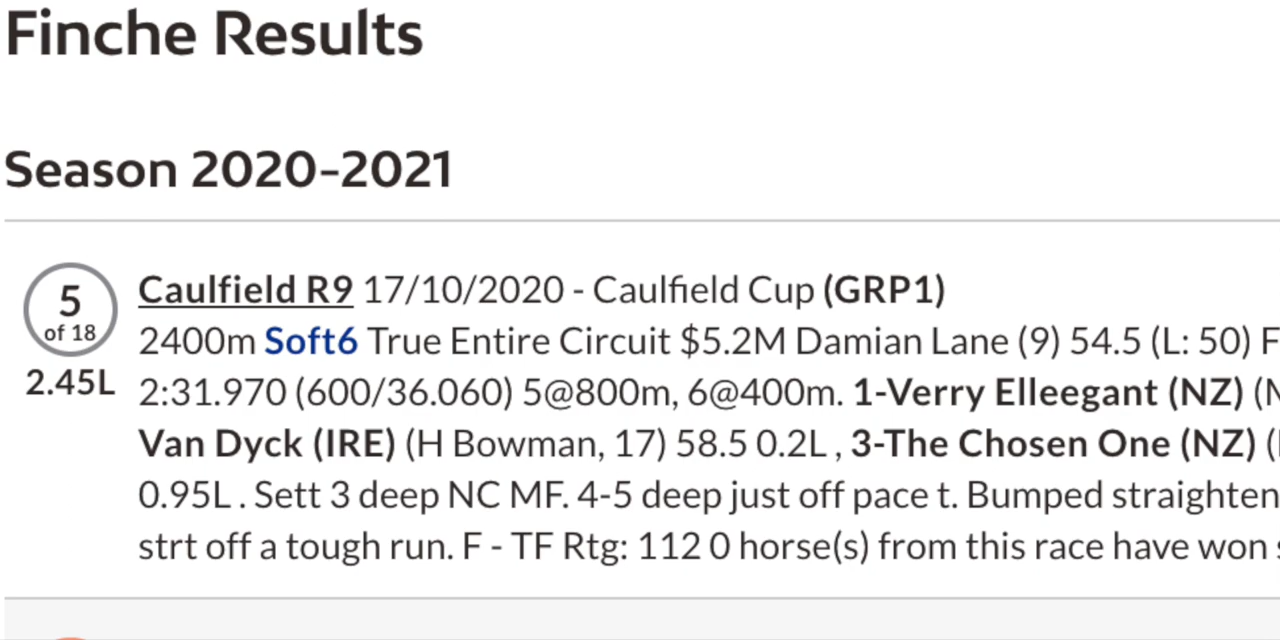 Finche Results
Season 2020-2021
5
of 18
2.45L
Caulfield R9 17/10/2020 - Caulfield Cup (GRP1)
2400m Soft6 True Entire Circuit $5.2M Damian Lane (9) 54.5 (L: 50) F
2:31.970 (600/36.060) 5@800m, 6@400m. 1-Verry Elleegant (NZ) (
Van Dyck (IRE) (H Bowman, 17) 58.5 0.2L , 3-The Chosen One (NZ) (
0.95L . Sett 3 deep NC MF. 4-5 deep just off pace t. Bumped straighten
strt off a tough run. F - TF Rtg: 112 0 horse(s) from this race have won